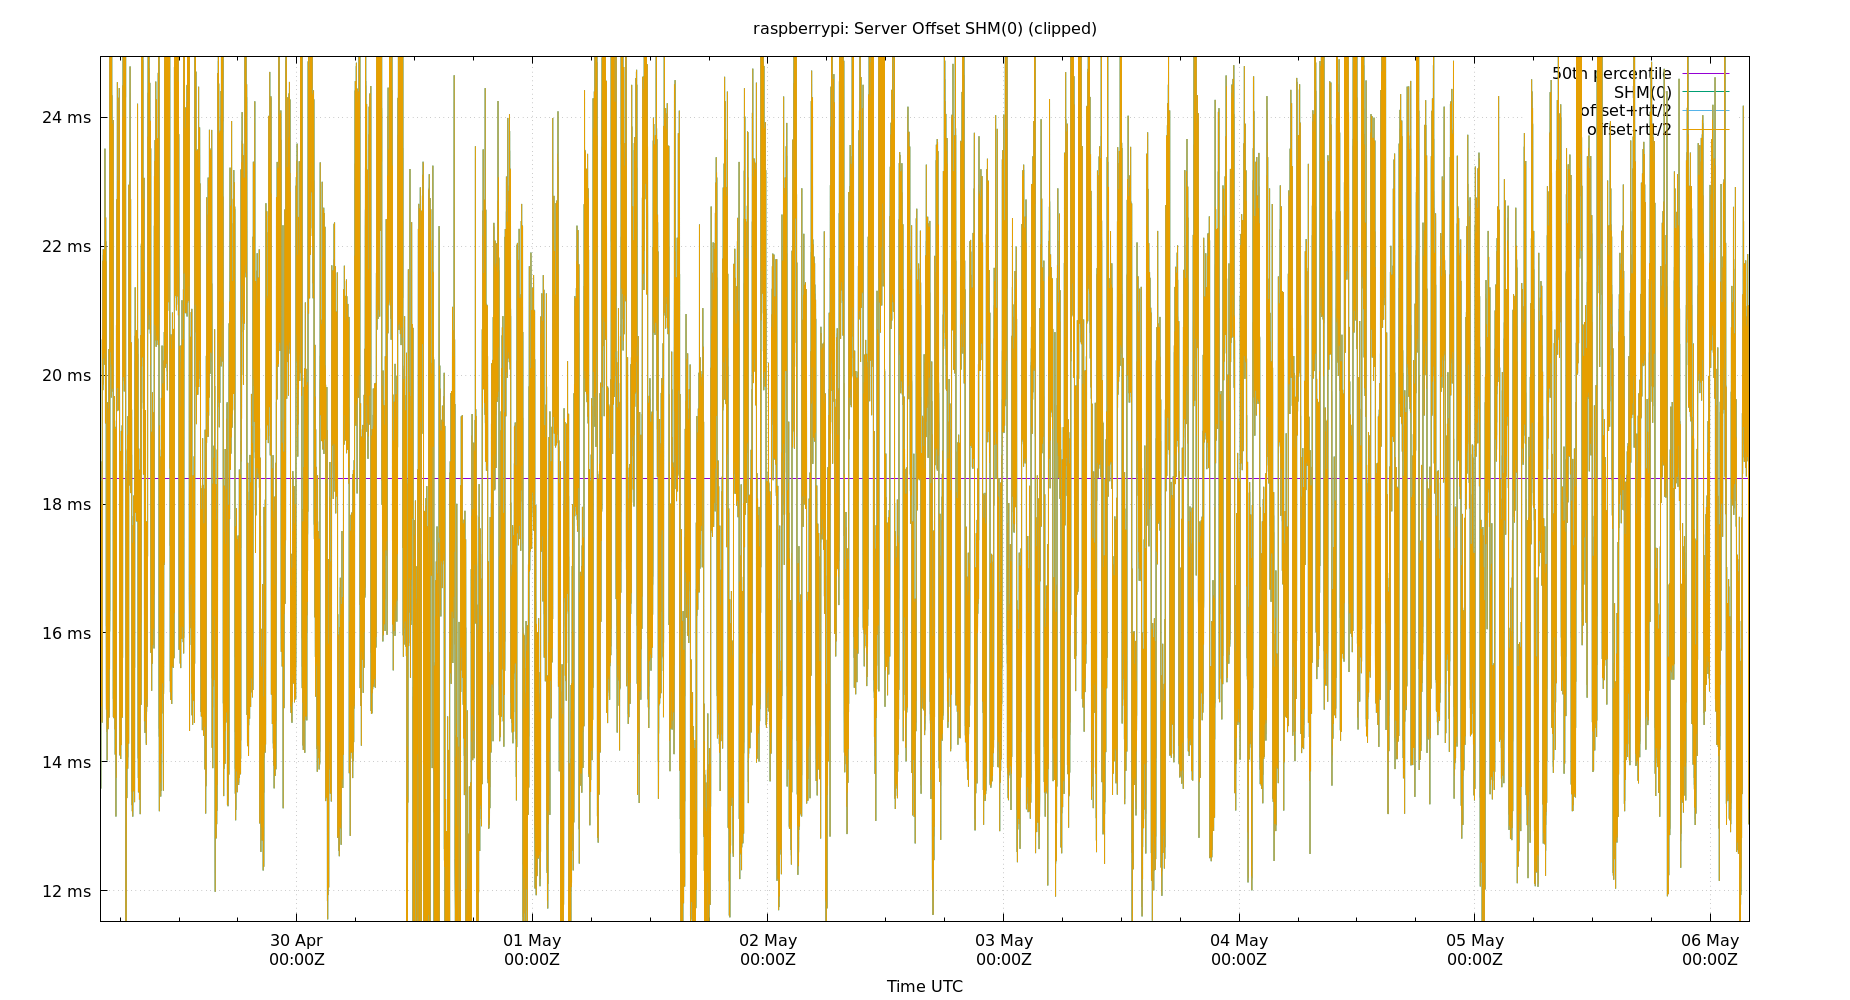 raspberrypi: Server Offset SHM(0) (clipped)
50th percentile
SHM(0)
offset+rtt/2
offset-rtt/2
24 ms
22 ms
20 ms
18 ms
16 ms
14 ms
12 ms
30 Apr 01 May 02 May 03 May 04 May 05 May 06 May
00:00Z 00:00Z 00:00Z 00:00Z 00:00Z 00:00Z 00:00Z
Time UTC